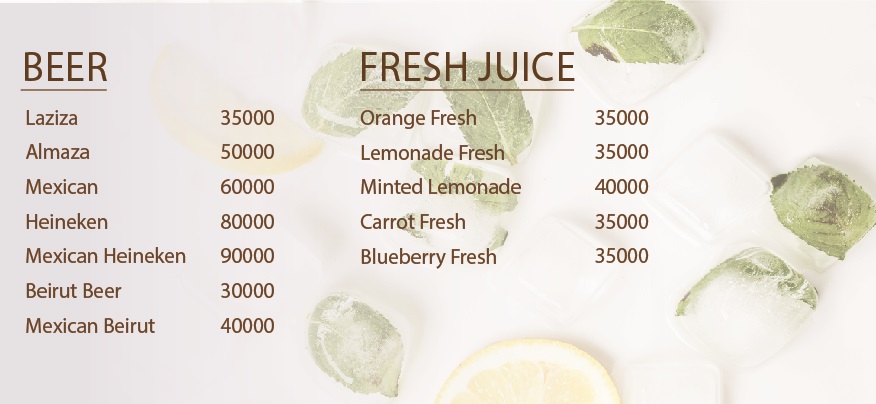 BEER
Laziza 35000
Almaza 50000
Mexican 60000
Heineken 80000
Mexican Heineken 90000
Beirut Beer 30000
Mexican Beirut 40000
FRESH JUICE
Orange Fresh 35000
Lemonade Fresh 35000
Minted Lemonade 40000
Carrot Fresh 35000
Blueberry Fresh 35000